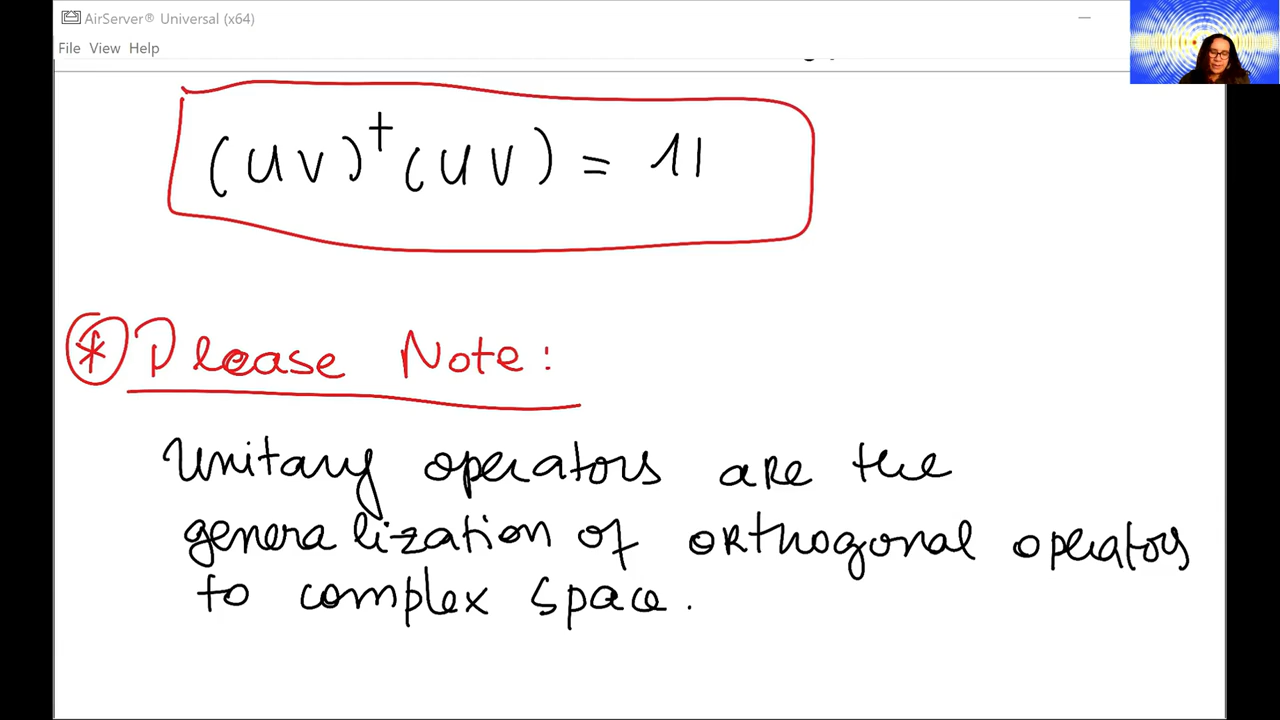 AirServer® Universal (x64)
File View Help
(UV)† (UV) = 𝟙
* Please Note:
Unitary operators are the
generalization of orthogonal operators
to complex space.